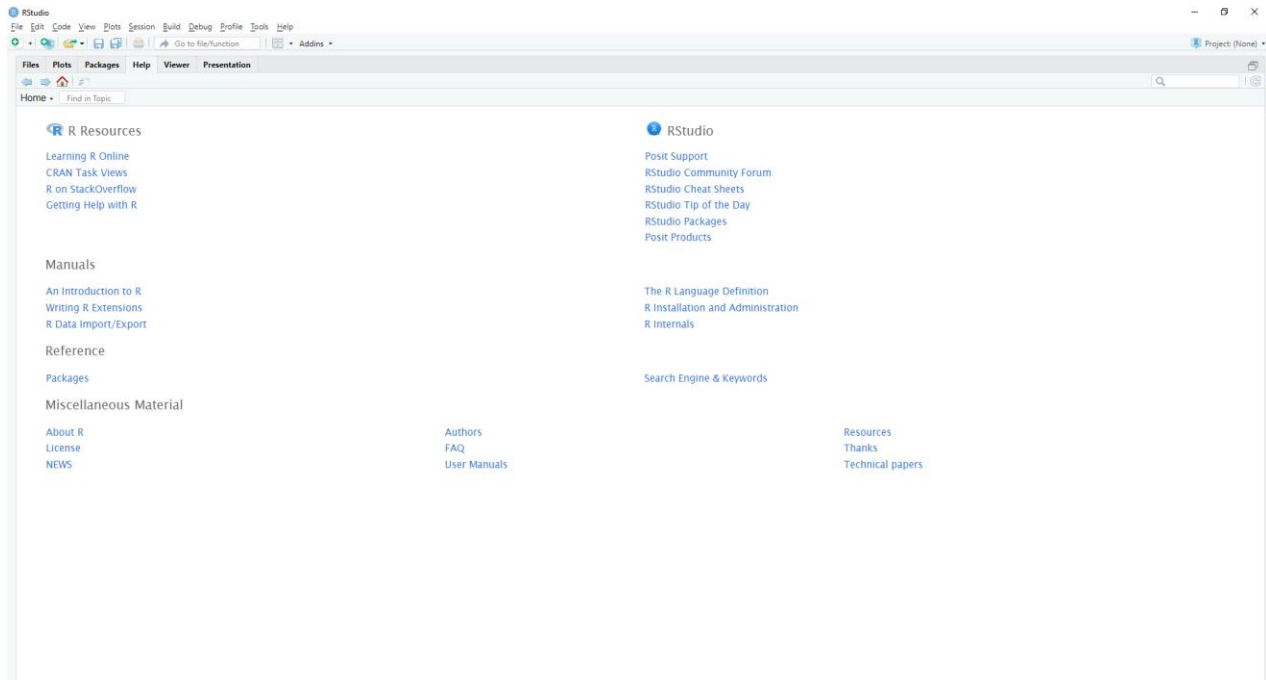 RStudio
File Edit Code View Plots Session Build Debug Profile Tools Help
Go to file/function Addins Project: (None)
Files Plots Packages Help Viewer Presentation
Home Find in Topic
R Resources
Learning R Online
CRAN Task Views
R on StackOverflow
Getting Help with R
RStudio
Posit Support
RStudio Community Forum
RStudio Cheat Sheets
RStudio Tip of the Day
RStudio Packages
Posit Products
Manuals
An Introduction to R
Writing R Extensions
R Data Import/Export
The R Language Definition
R Installation and Administration
R Internals
Reference
Packages
Search Engine & Keywords
Miscellaneous Material
About R
License
NEWS
Authors
FAQ
User Manuals
Resources
Thanks
Technical papers